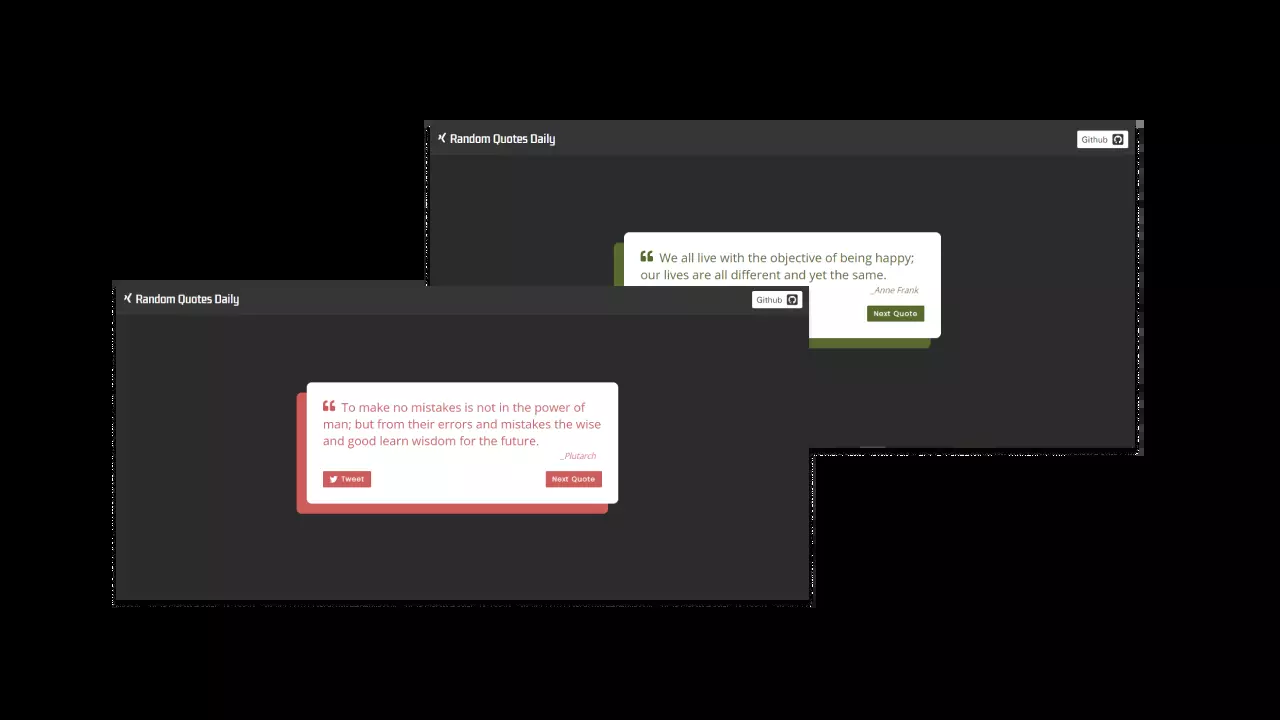 Random Quotes Daily
Github
“ We all live with the objective of being happy;
our lives are all different and yet the same.
_Anne Frank
Next Quote
Random Quotes Daily
Github
“ To make no mistakes is not in the power of
man; but from their errors and mistakes the wise
and good learn wisdom for the future.
_Plutarch
Tweet
Next Quote